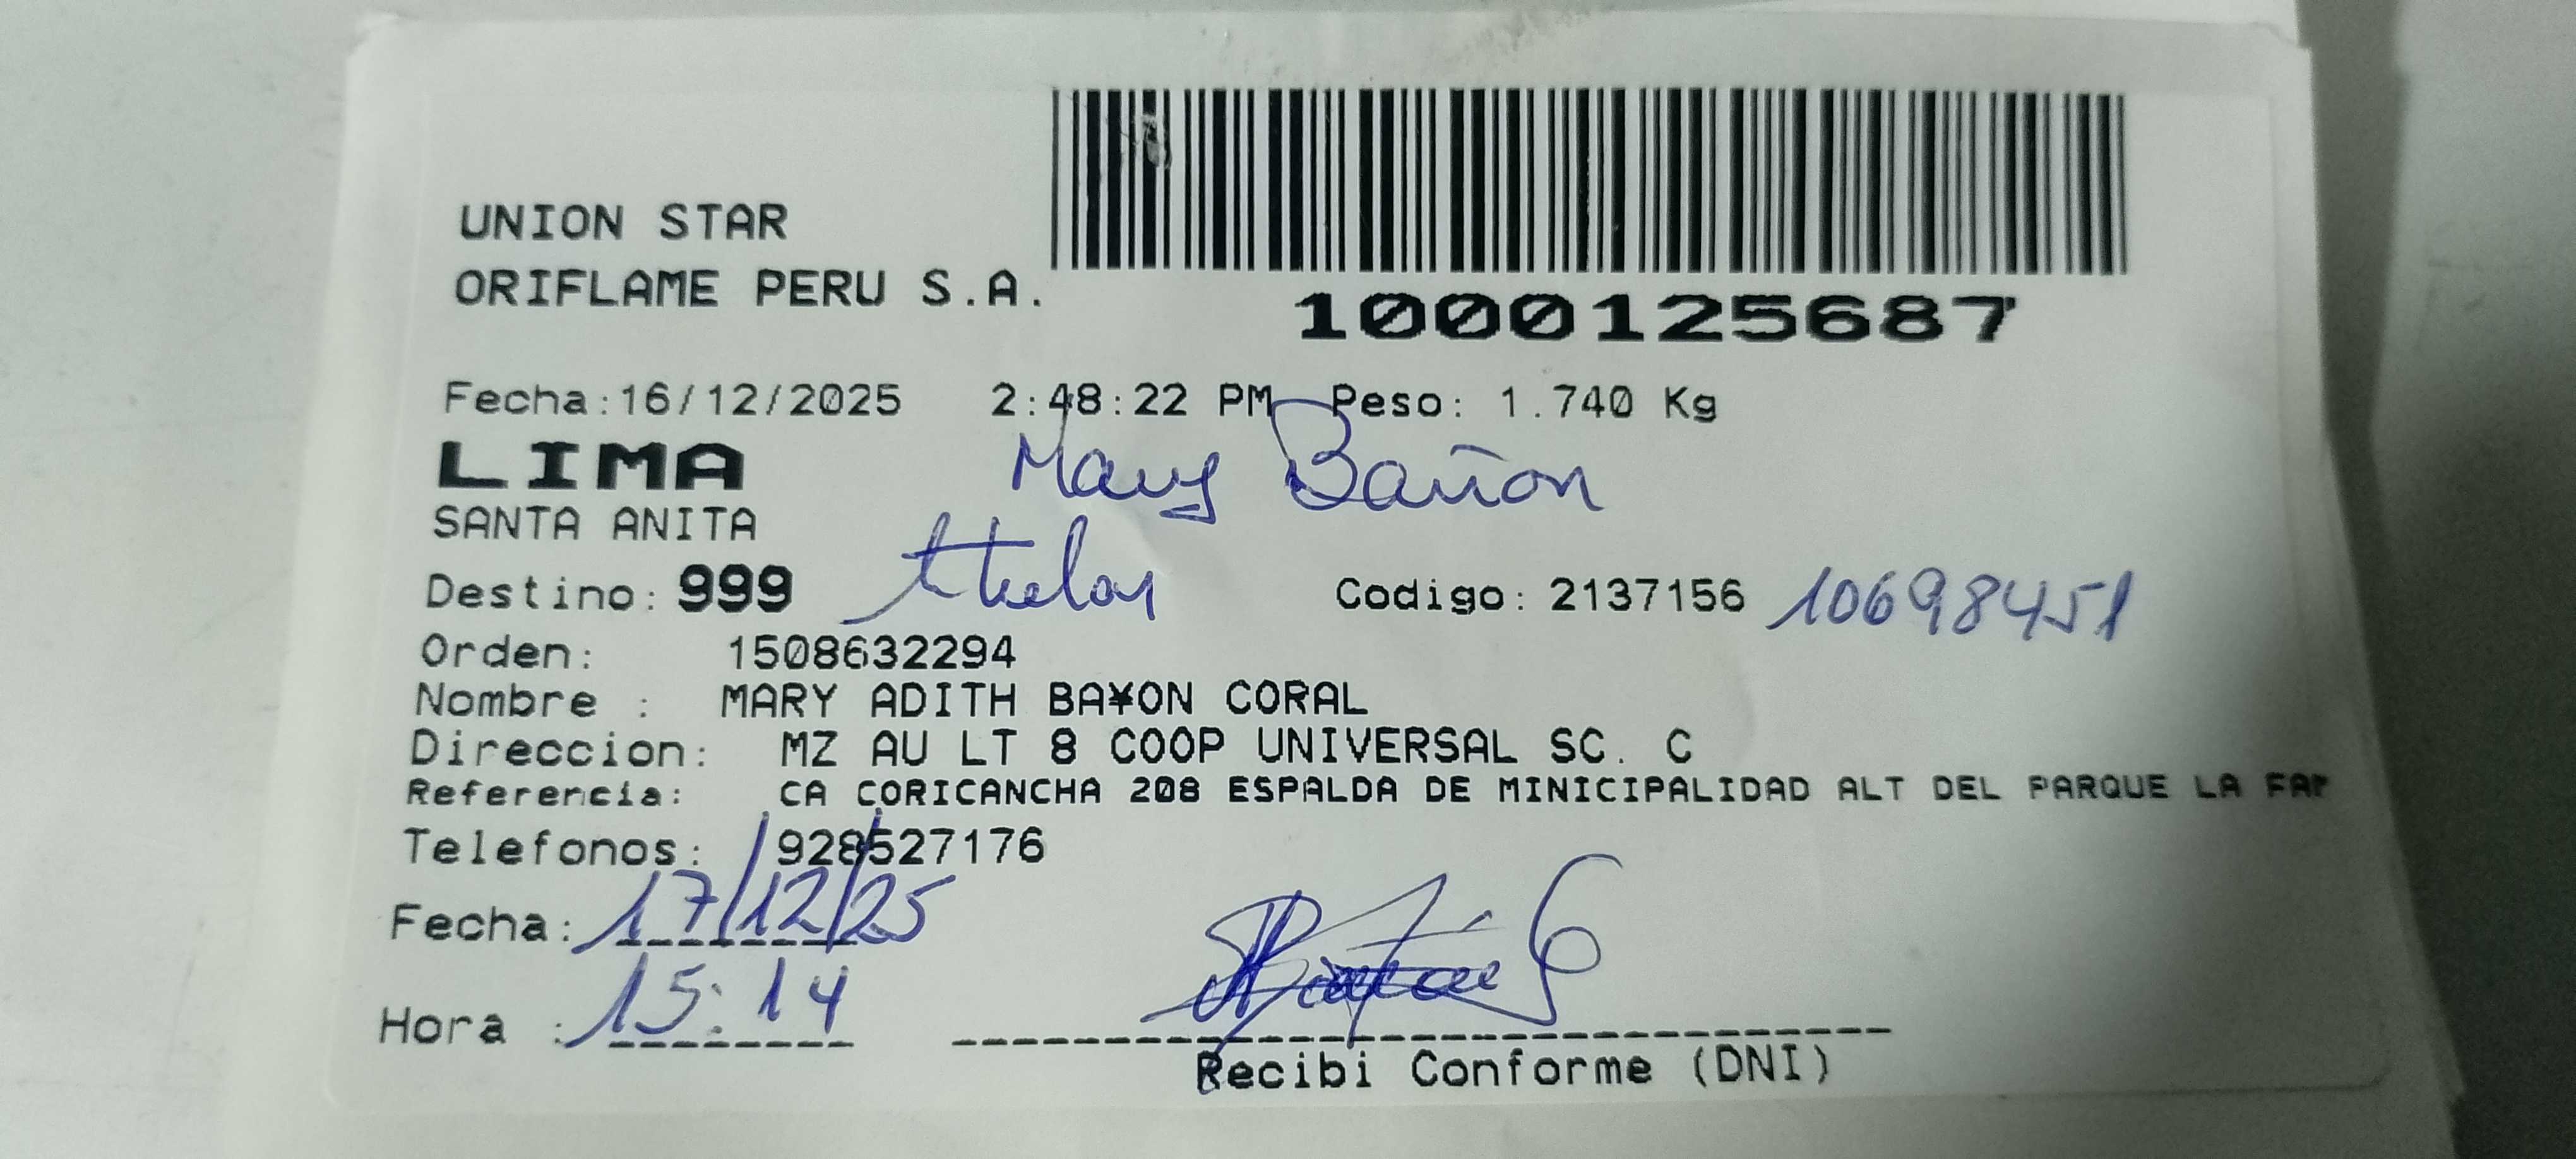 UNION STAR
ORIFLAME PERU S.A.
1000125687
Fecha:16/12/2025 2:48:22 PM Peso: 1.740 Kg
LIMA Mary Bañon
SANTA ANITA
Destino: 999 titular Codigo: 2137156 10698451
Orden: 1508632294
Nombre : MARY ADITH BA¥ON CORAL
Direccion: MZ AU LT 8 COOP UNIVERSAL SC. C
Referencia: CA CORICANCHA 208 ESPALDA DE MINICIPALIDAD ALT DEL PARQUE LA
Telefonos: 928527176
Fecha: 17/12/25
Hora : 15:14
Recibi Conforme (DNI)